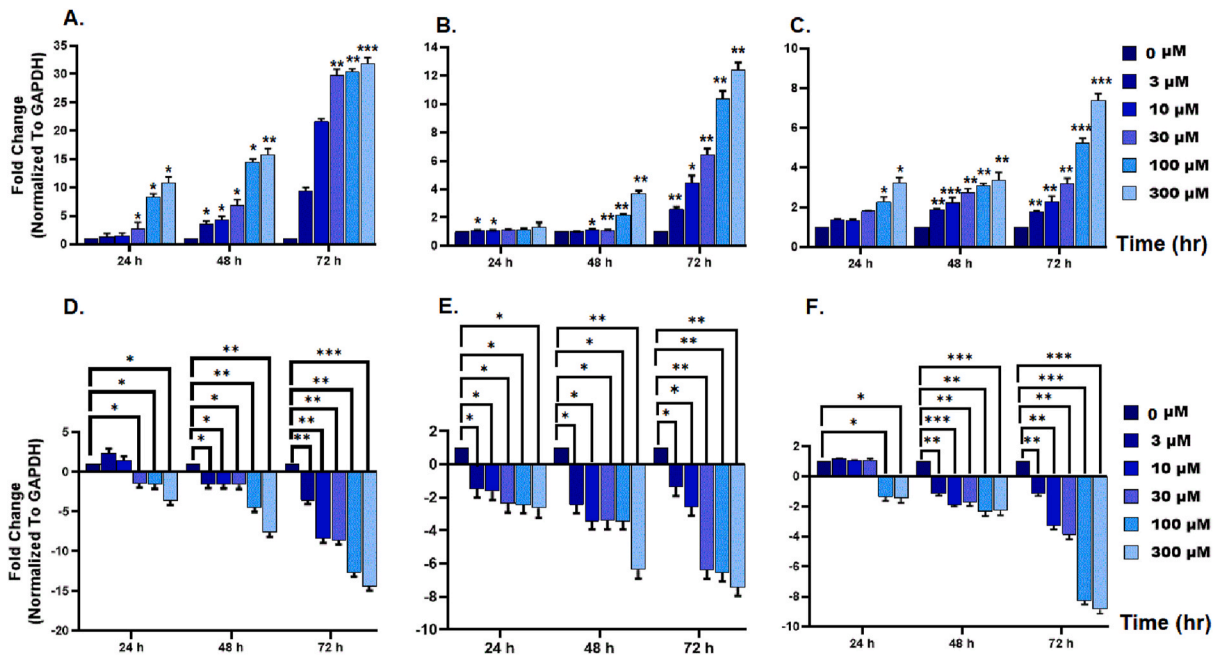 A.
B.
C.
Fold Change
(Normalized To GAPDH)
35
30
25
20
15
10
5
0
* * *
* * * * **
** ** ***
24 h 48 h 72 h
14
12
10
8
6
4
2
0
* *
* ** ** **
** * ** ** **
24 h 48 h 72 h
10
8
6
4
2
0
* *
** *** ** ** **
** ** ** *** ***
24 h 48 h 72 h
Time (hr)
0 µM
3 µM
10 µM
30 µM
100 µM
300 µM
D.
E.
F.
Fold Change
(Normalized To GAPDH)
5
0
-5
-10
-15
-20
* * *
** ** * * *
*** ** ** ** **
24 h 48 h 72 h
2
0
-2
-4
-6
-8
-10
* * * * *
** * * *
** ** ** * *
24 h 48 h 72 h
2
0
-2
-4
-6
-8
-10
* *
*** ** ** *** **
*** *** ** ** **
24 h 48 h 72 h
Time (hr)
0 µM
3 µM
10 µM
30 µM
100 µM
300 µM